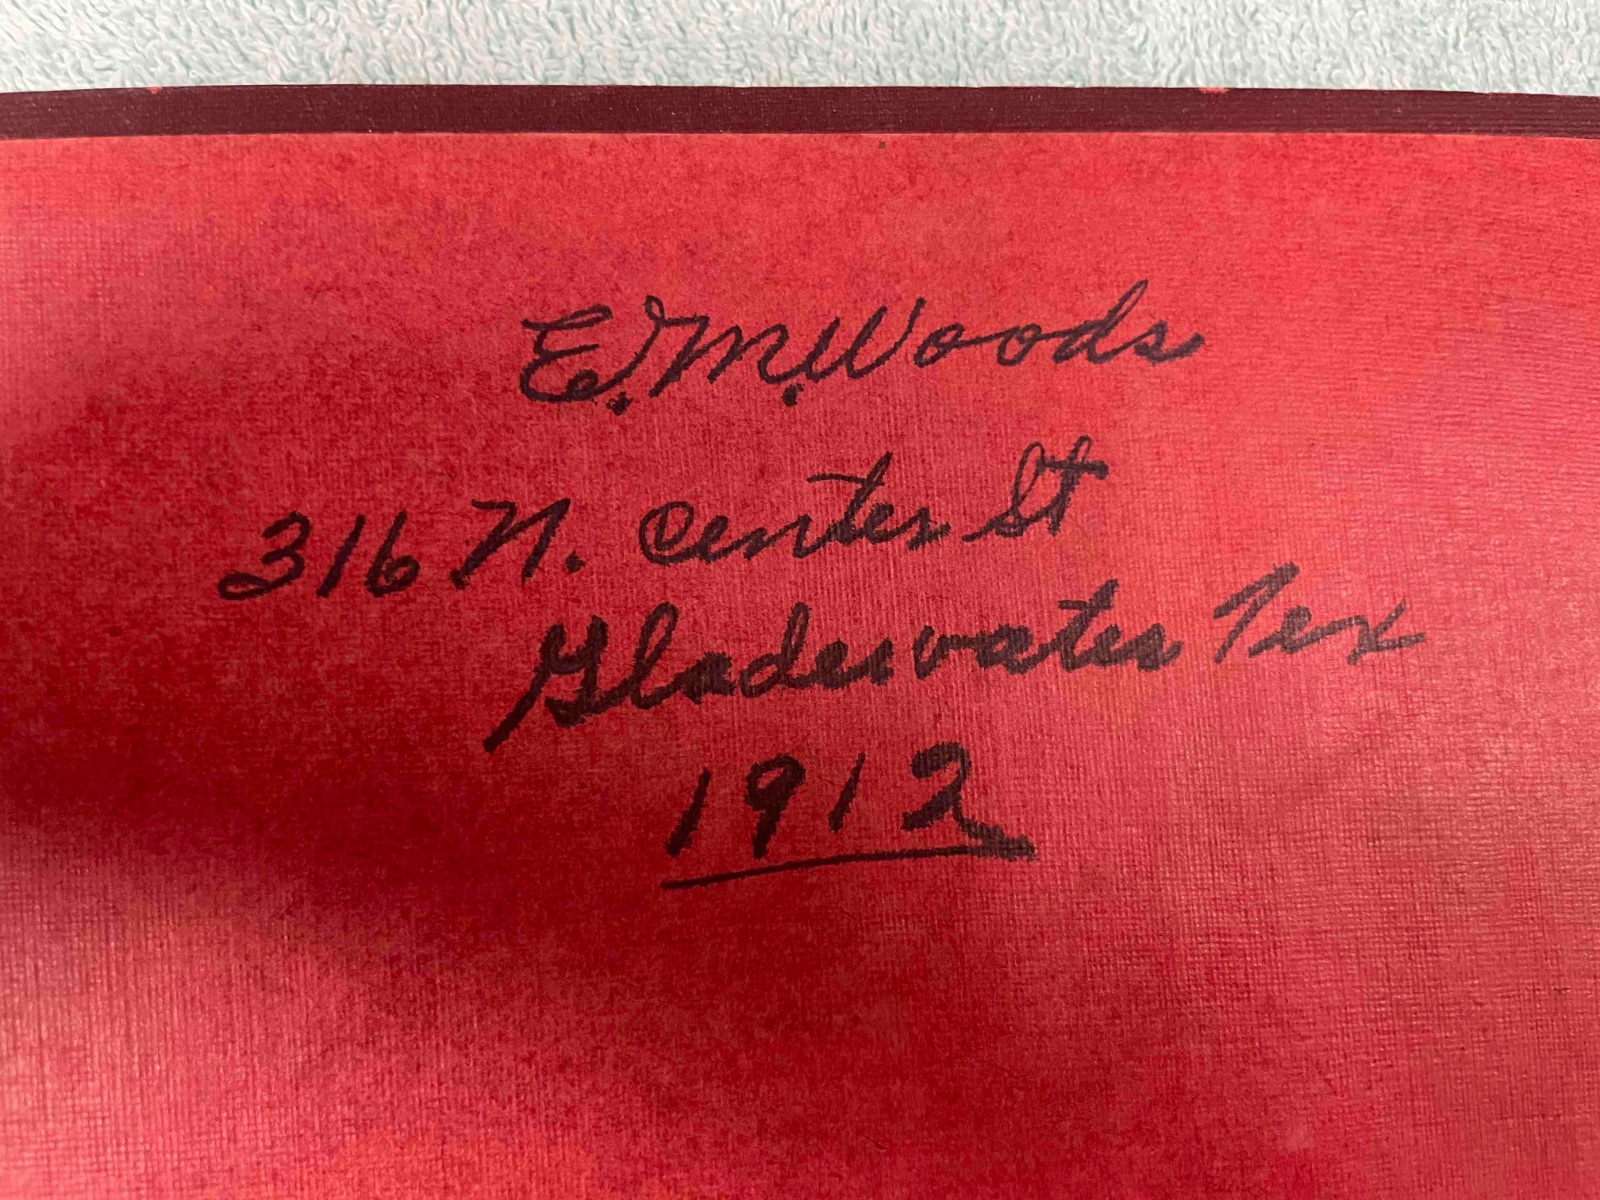 E. M. Woods
316 N. Center St
Gladewater Tex
1912